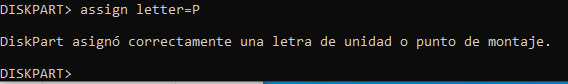 DISKPART> assign letter=P
DiskPart asignó correctamente una letra de unidad o punto de montaje.
DISKPART>